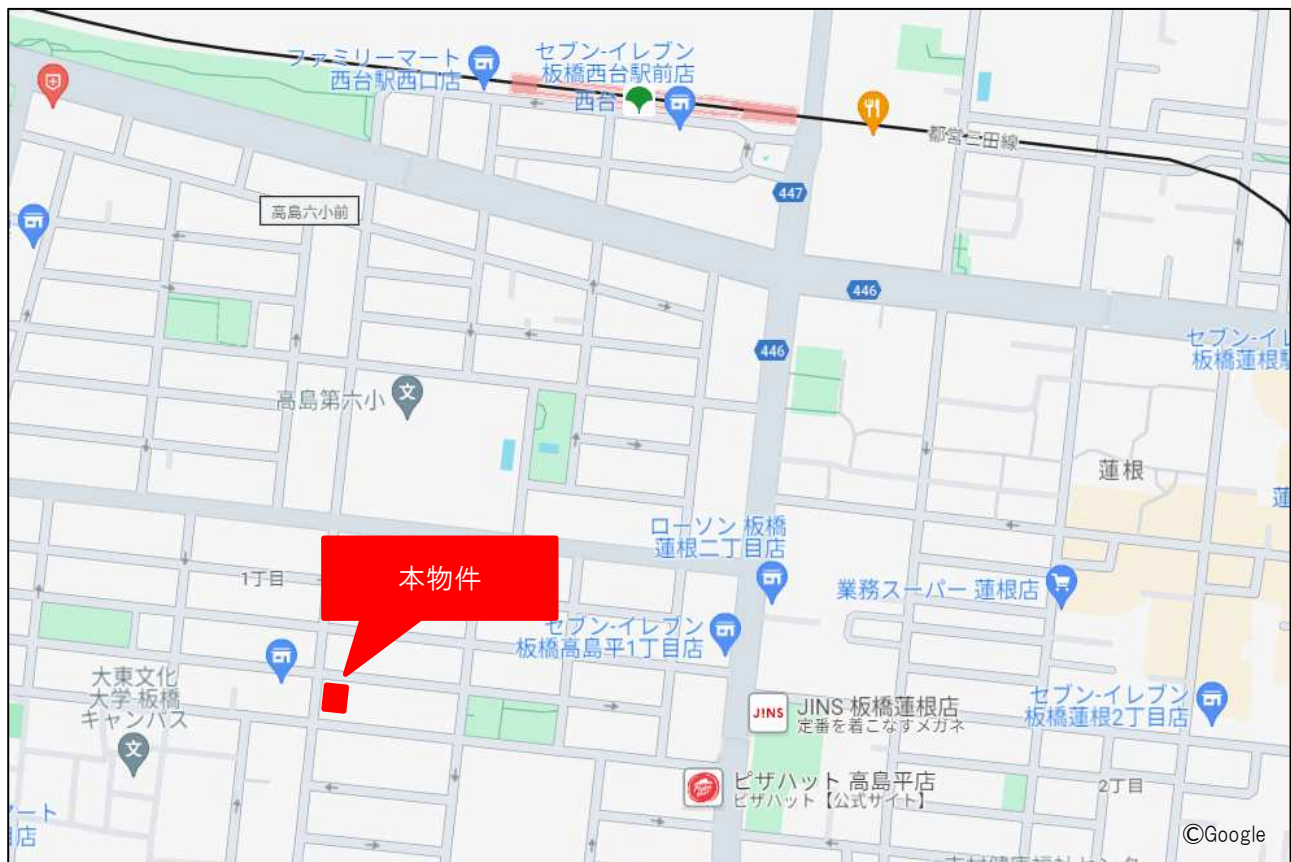 ファミリーマート
西台駅西口店
セブン-イレブン
板橋西台駅前店
西台
都営三田線
447
高島六小前
446
446
セブン-イレ
板橋蓮根
高島第六小
蓮根
蓮
ローソン 板橋
蓮根二丁目店
1丁目
本物件
業務スーパー 蓮根店
セブン-イレブン
板橋高島平1丁目店
大東文化
大学 板橋
キャンパス
JINS
JINS 板橋蓮根店
定番を着こなすメガネ
セブン-イレブン
板橋蓮根2丁目店
ピザハット 高島平店
ピザハット【公式サイト】
2丁目
マート
店
©Google